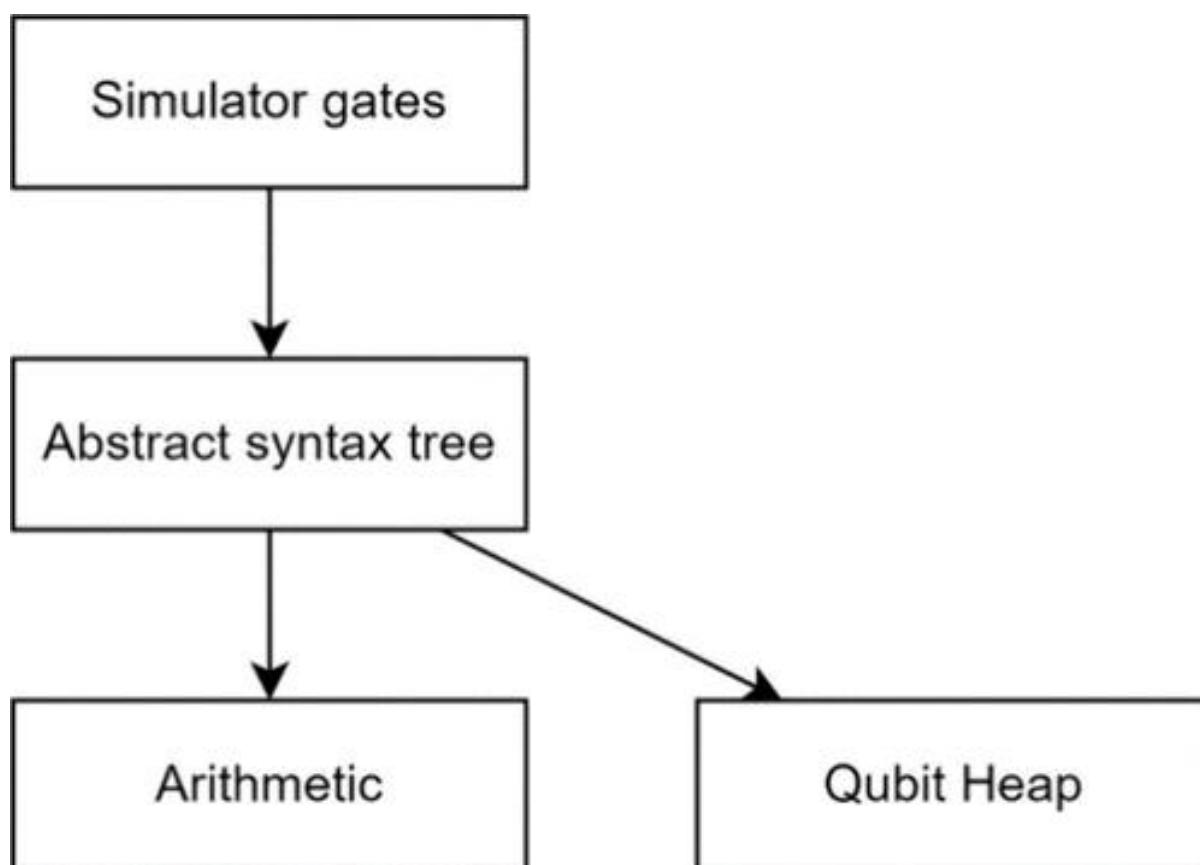 Simulator gates
Abstract syntax tree
Arithmetic
Qubit Heap